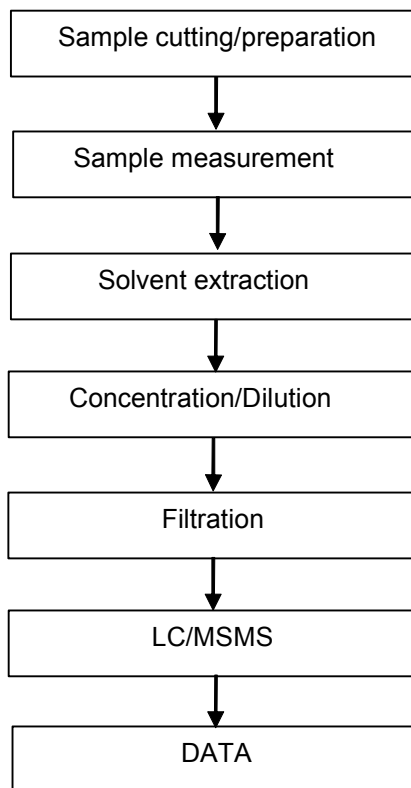 Sample cutting/preparation
Sample measurement
Solvent extraction
Concentration/Dilution
Filtration
LC/MSMS
DATA